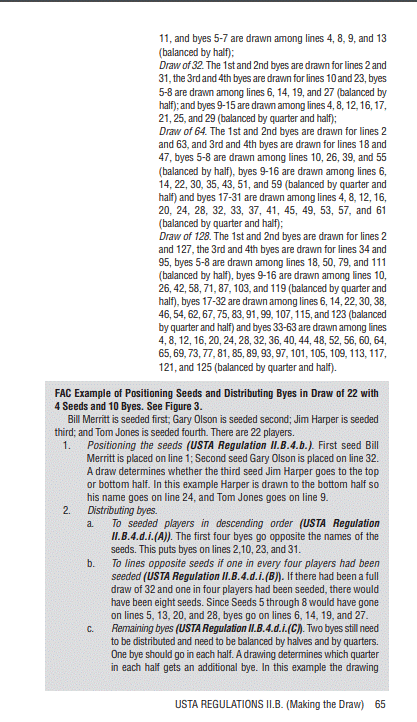 11, and byes 5-7 are drawn among lines 4, 8, 9, and 13
(balanced by half);
Draw of 32. The 1st and 2nd byes are drawn for lines 2 and
31, the 3rd and 4th byes are drawn for lines 10 and 23, byes
5-8 are drawn among lines 6, 14, 19, and 27 (balanced by
half); and byes 9-15 are drawn among lines 4, 8, 12, 16, 17,
21, 25, and 29 (balanced by quarter and half);
Draw of 64. The 1st and 2nd byes are drawn for lines 2
and 63, and 3rd and 4th byes are drawn for lines 18 and
47, byes 5-8 are drawn among lines 10, 26, 39, and 55
(balanced by half), byes 9-16 are drawn among lines 6,
14, 22, 30, 35, 43, 51, and 59 (balanced by quarter and
half) and byes 17-31 are drawn among lines 4, 8, 12, 16,
20, 24, 28, 32, 33, 37, 41, 45, 49, 53, 57, and 61
(balanced by quarter and half);
Draw of 128. The 1st and 2nd byes are drawn for lines 2
and 127, the 3rd and 4th byes are drawn for lines 34 and
95, byes 5-8 are drawn among lines 18, 50, 79, and 111
(balanced by half), byes 9-16 are drawn among lines 10,
26, 42, 58, 71, 87, 103, and 119 (balanced by quarter and
half), byes 17-32 are drawn among lines 6, 14, 22, 30, 38,
46, 54, 62, 67, 75, 83, 91, 99, 107, 115, and 123 (balanced
by quarter and half) and byes 33-63 are drawn among lines
4, 8, 12, 16, 20, 24, 28, 32, 36, 40, 44, 48, 52, 56, 60, 64,
65, 69, 73, 77, 81, 85, 89, 93, 97, 101, 105, 109, 113, 117,
121, and 125 (balanced by quarter and half).
FAC Example of Positioning Seeds and Distributing Byes in Draw of 22 with
4 Seeds and 10 Byes. See Figure 3.
Bill Merritt is seeded first; Gary Olson is seeded second; Jim Harper is seeded
third; and Tom Jones is seeded fourth. There are 22 players.
1. Positioning the seeds (USTA Regulation II.B.4.b.). First seed Bill
Merritt is placed on line 1; Second seed Gary Olson is placed on line 32.
A draw determines whether the third seed Jim Harper goes to the top
or bottom half. In this example Harper is drawn to the bottom half so
his name goes on line 24, and Tom Jones goes on line 9.
2. Distributing byes.
a. To seeded players in descending order (USTA Regulation
II.B.4.d.i.(A)). The first four byes go opposite the names of the
seeds. This puts byes on lines 2,10, 23, and 31.
b. To lines opposite seeds if one in every four players had been
seeded (USTA Regulation II.B.4.d.i.(B)). If there had been a full
draw of 32 and one in four players had been seeded, there would
have been eight seeds. Since Seeds 5 through 8 would have gone
on lines 5, 13, 20, and 28, byes go on lines 6, 14, 19, and 27.
c. Remaining byes (USTA Regulation II.B.4.d.i.(C)). Two byes still need
to be distributed and need to be balanced by halves and by quarters.
One bye should go in each half. A drawing determines which quarter
in each half gets an additional bye. In this example the drawing
USTA REGULATIONS II.B. (Making the Draw) 65